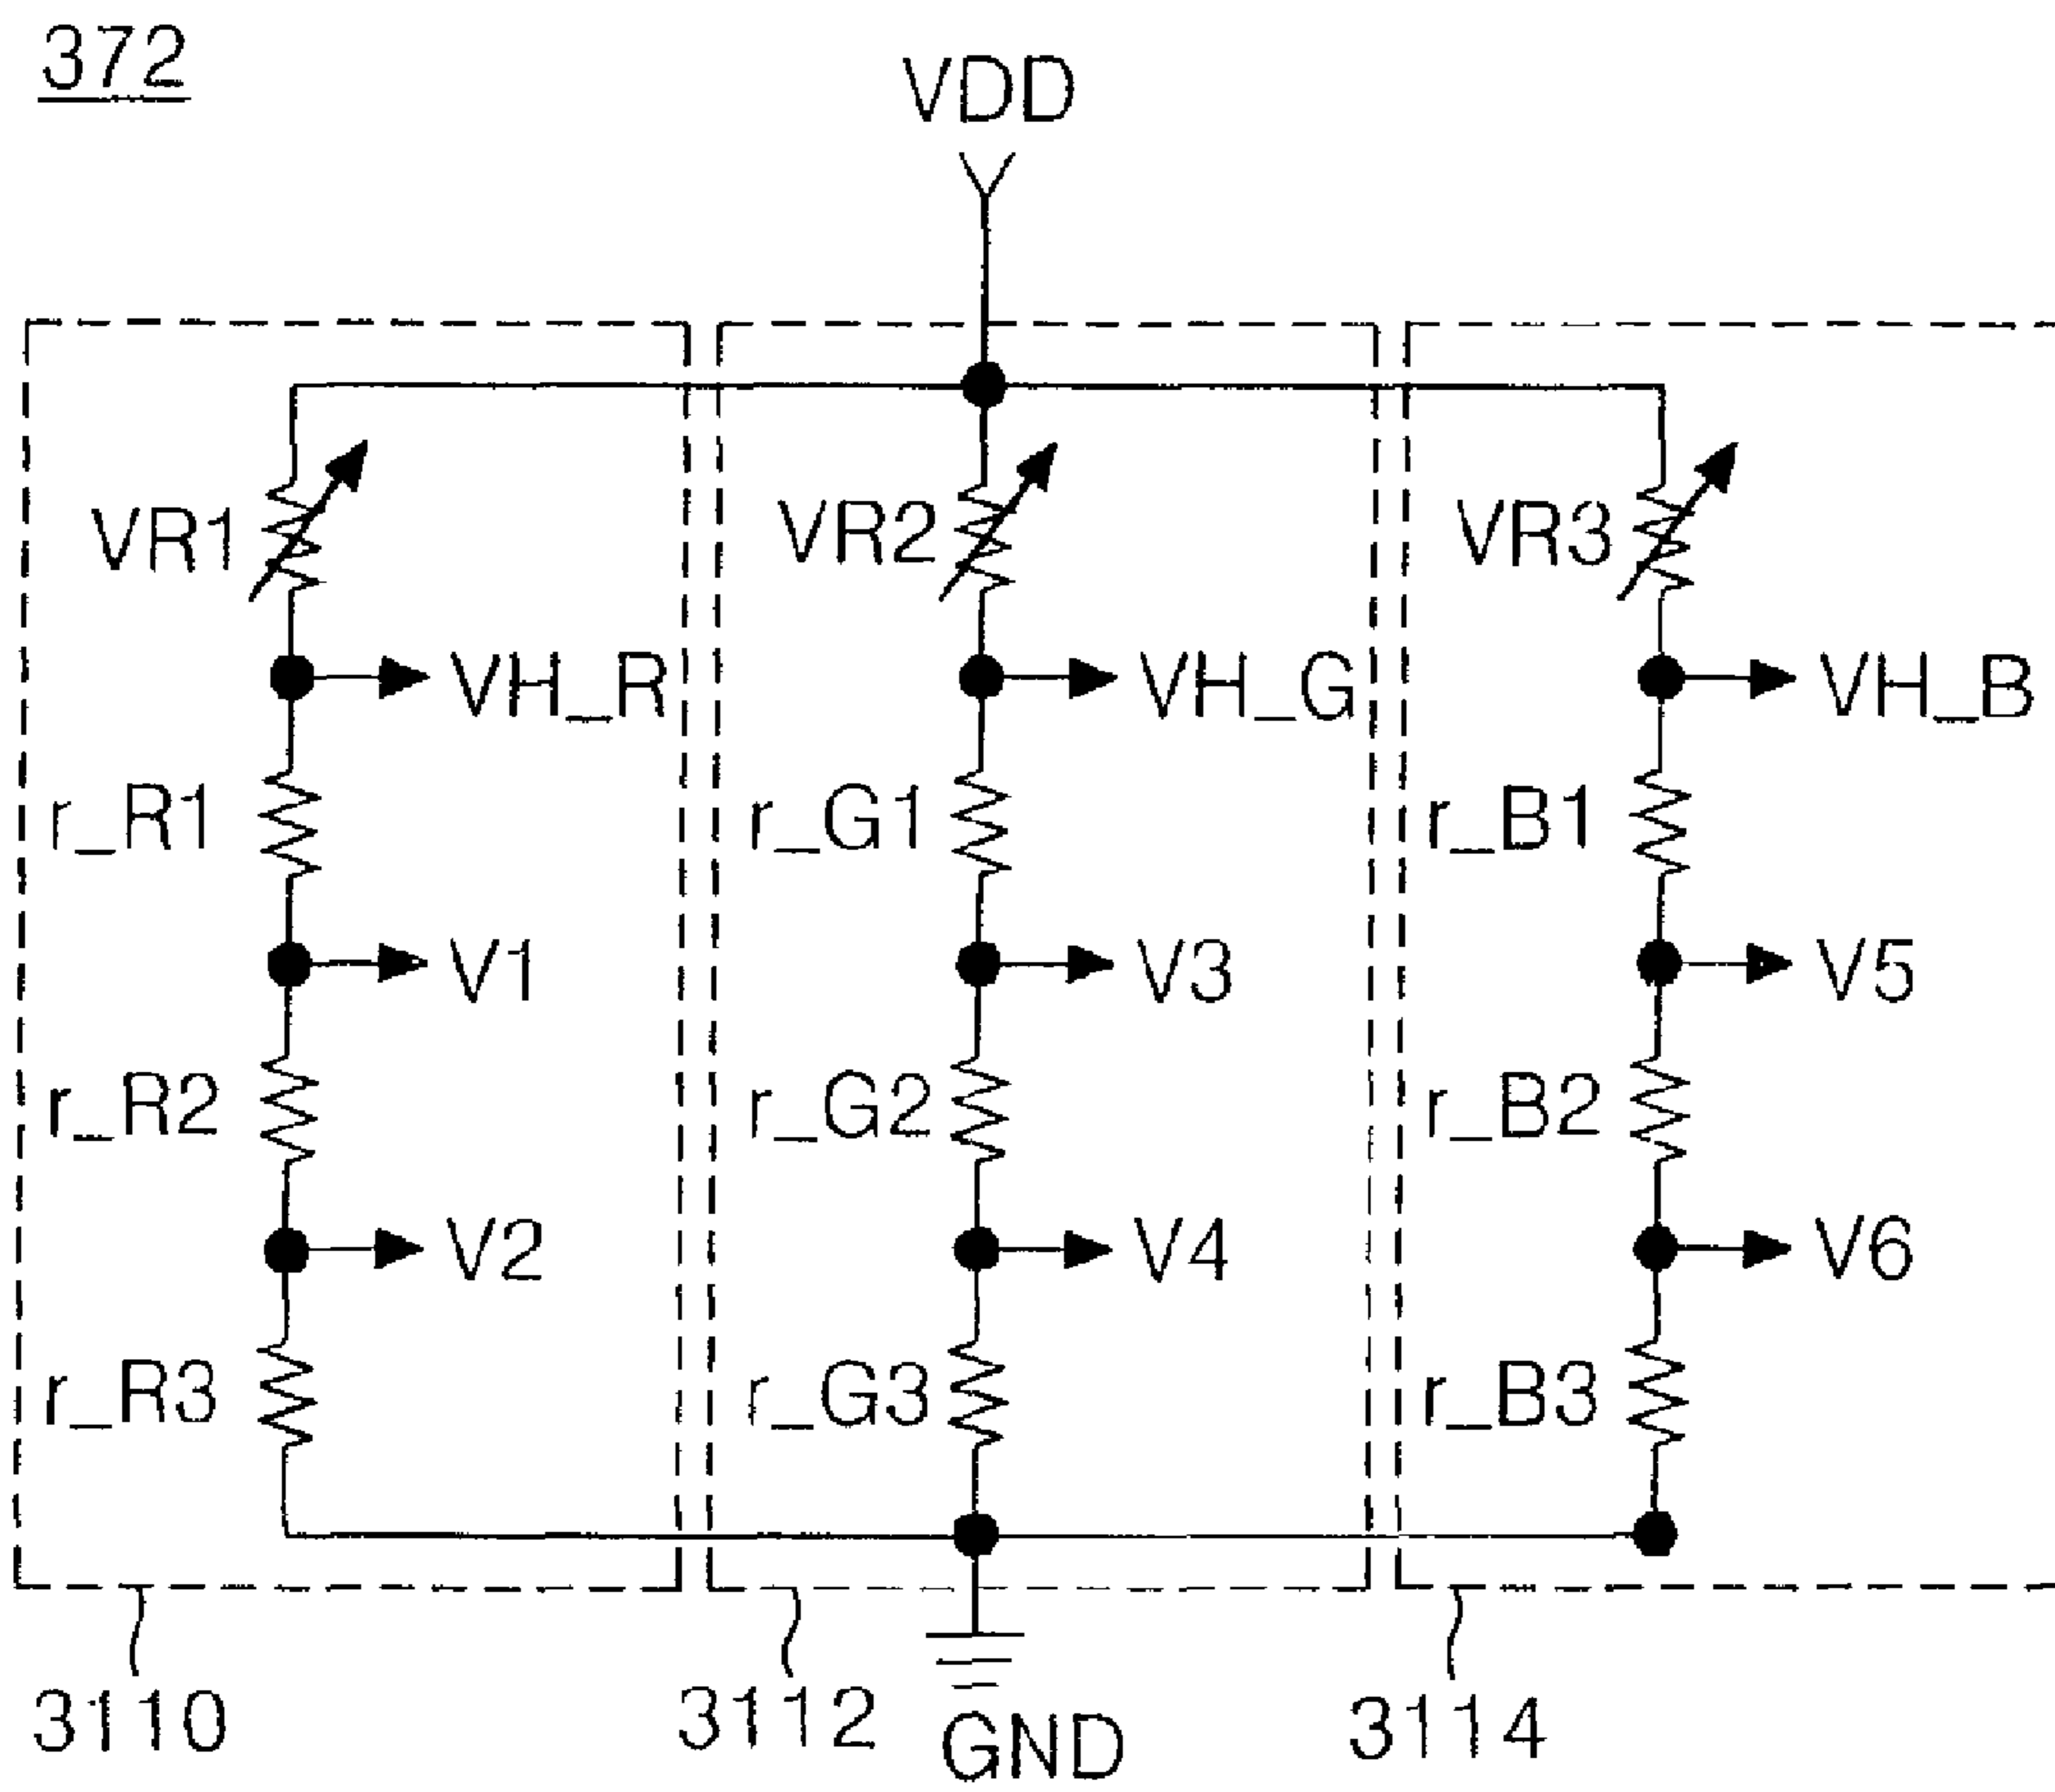 372
VDD
VR1
VR2
VR3
VH_R
VH_G
VH_B
r_R1
r_G1
r_B1
V1
V3
V5
r_R2
r_G2
r_B2
V2
V4
V6
r_R3
r_G3
r_B3
3110
3112
GND
3114